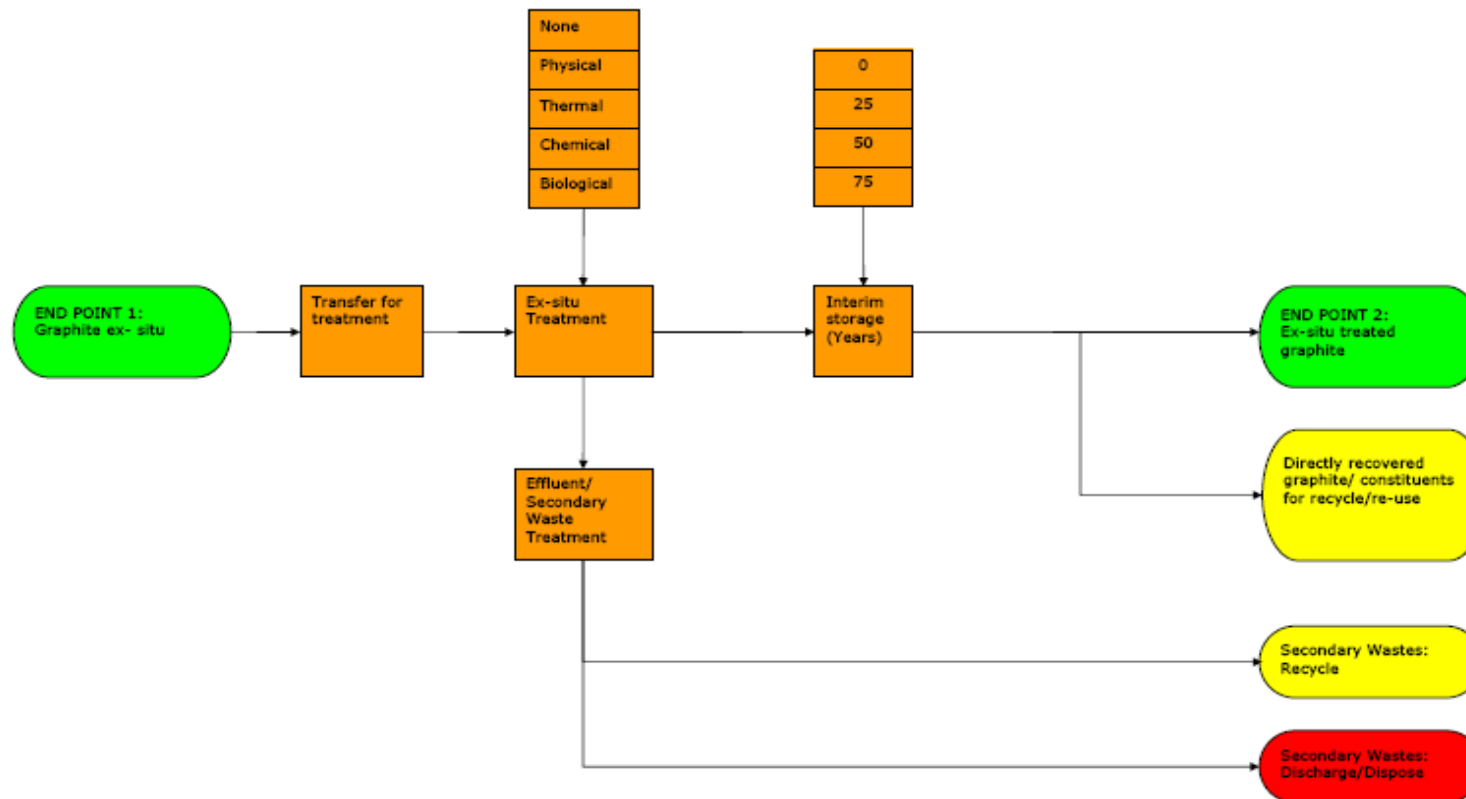 None
Physical
Thermal
Chemical
Biological
0
25
50
75
END POINT 1:
Graphite ex- situ
Transfer for
treatment
Ex-situ
Treatment
Interim
storage
(Years)
END POINT 2:
Ex-situ treated
graphite
Effluent/
Secondary
Waste
Treatment
Directly recovered
graphite/ constituents
for recycle/re-use
Secondary Wastes:
Recycle
Secondary Wastes:
Discharge/Dispose